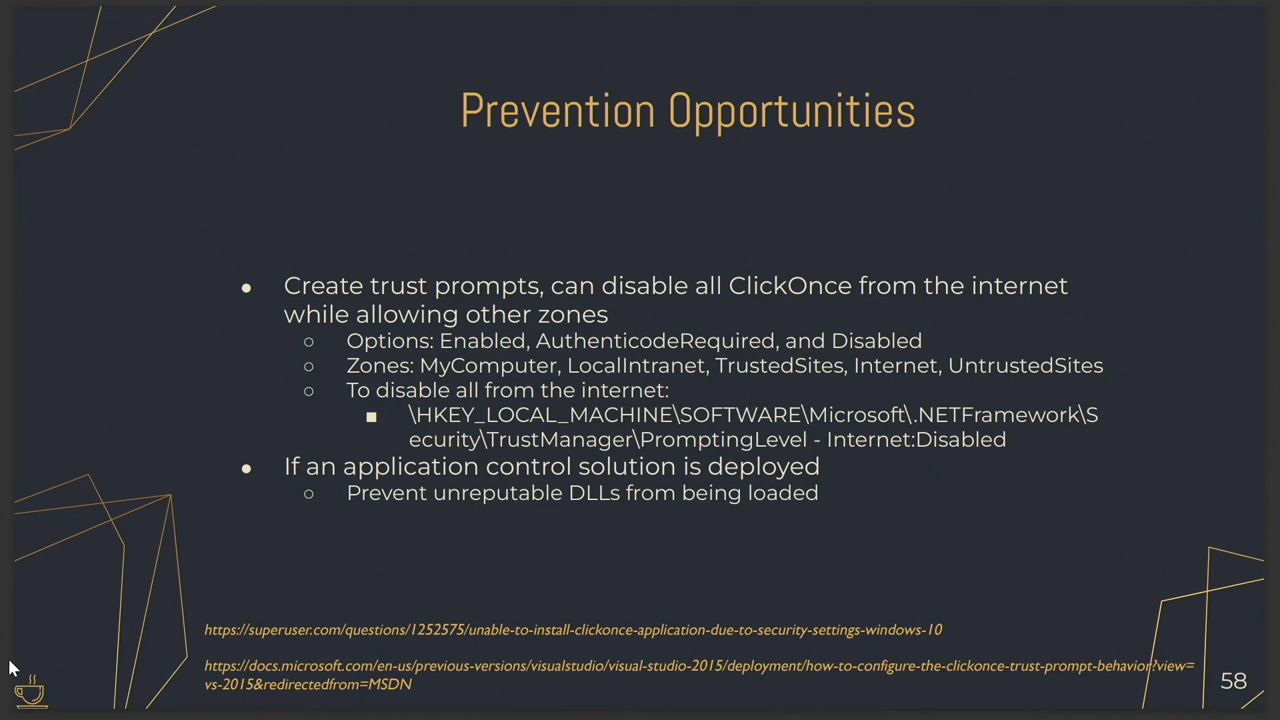 Prevention Opportunities
● Create trust prompts, can disable all ClickOnce from the internet
while allowing other zones
○ Options: Enabled, AuthenticodeRequired, and Disabled
○ Zones: MyComputer, LocalIntranet, TrustedSites, Internet, UntrustedSites
○ To disable all from the internet:
■ \HKEY_LOCAL_MACHINE\SOFTWARE\Microsoft\.NETFramework\S
ecurity\TrustManager\PromptingLevel - Internet:Disabled
● If an application control solution is deployed
○ Prevent unreputable DLLs from being loaded
https://superuser.com/questions/1252575/unable-to-install-clickonce-application-due-to-security-settings-windows-10
https://docs.microsoft.com/en-us/previous-versions/visualstudio/visual-studio-2015/deployment/how-to-configure-the-clickonce-trust-prompt-behavior?view=
vs-2015&redirectedfrom=MSDN
58